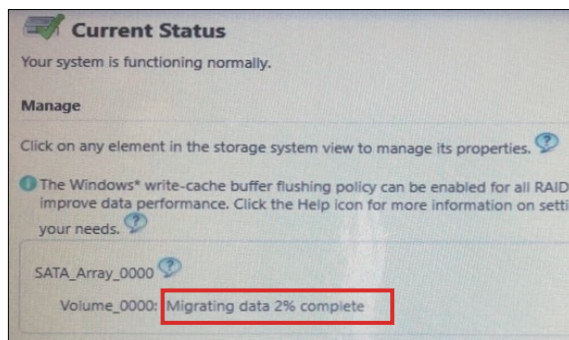 Current Status
Your system is functioning normally.
Manage
Click on any element in the storage system view to manage its properties. ?
i The Windows* write-cache buffer flushing policy can be enabled for all RAID
improve data performance. Click the Help icon for more information on setti
your needs. ?
SATA_Array_0000 ?
Volume_0000: Migrating data 2% complete